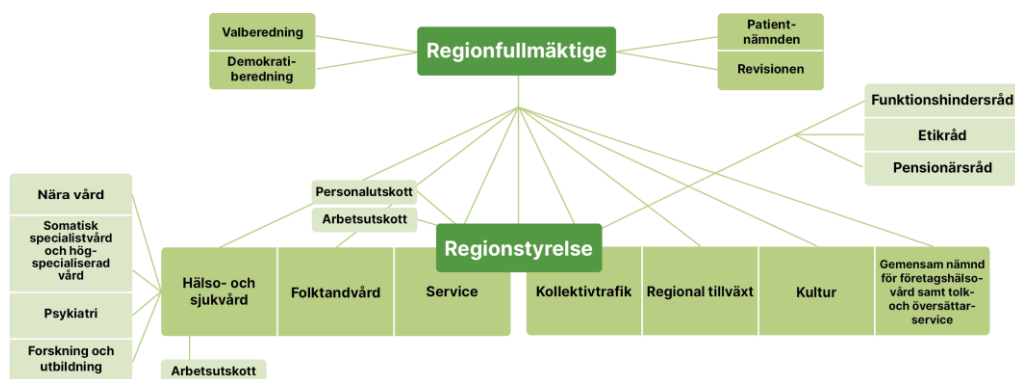 Valberedning
Demokrati-
beredning
Regionfullmäktige
Patient-
nämnden
Revisionen
Funktionshindersråd
Etikråd
Pensionärsråd
Personalutskott
Arbetsutskott
Regionstyrelse
Nära vård
Somatisk
specialistvård
och hög-
specialiserad
vård
Psykiatri
Forskning och
utbildning
Hälso- och
sjukvård
Folktandvård
Service
Kollektivtrafik
Regional tillväxt
Kultur
Gemensam nämnd
för företagshälso-
vård samt tolk-
och översättar-
service
Arbetsutskott